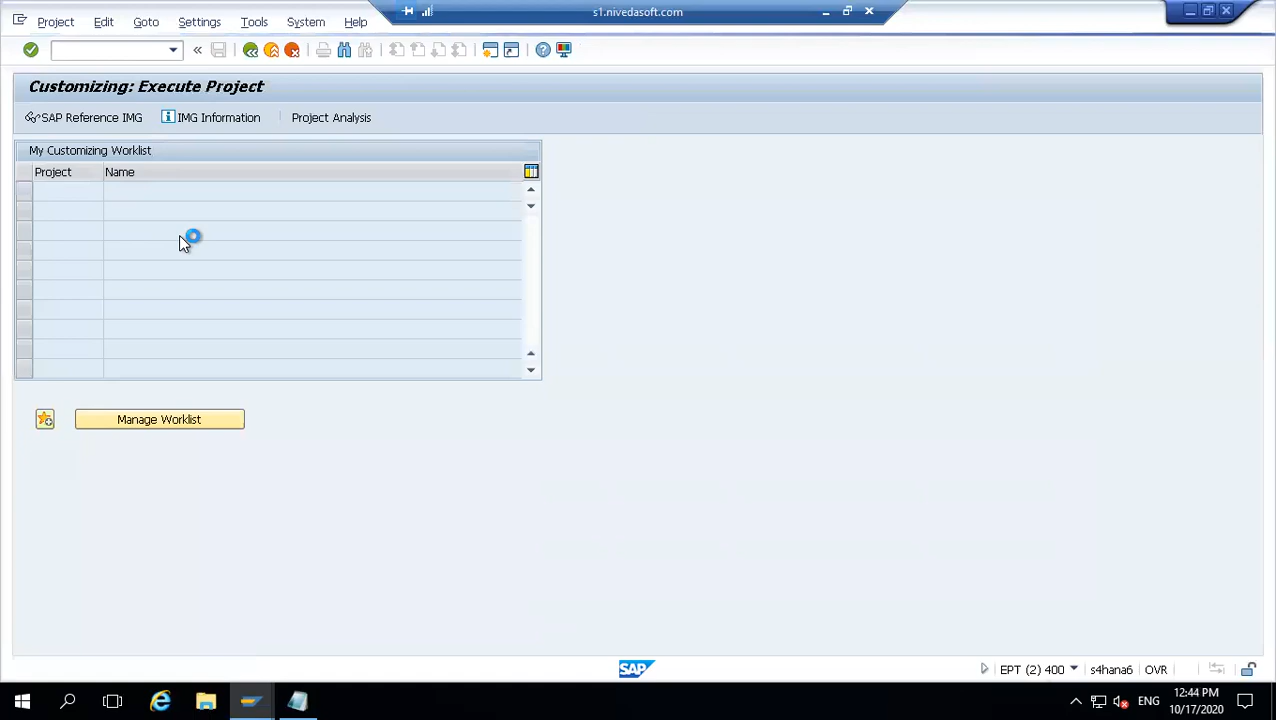 s1.nivedasoft.com
Project Edit Goto Settings Tools System Help
Customizing: Execute Project
SAP Reference IMG IMG Information Project Analysis
My Customizing Worklist
Project Name
Manage Worklist
SAP EPT (2) 400 s4hana6 OVR
ENG 12:44 PM
10/17/2020